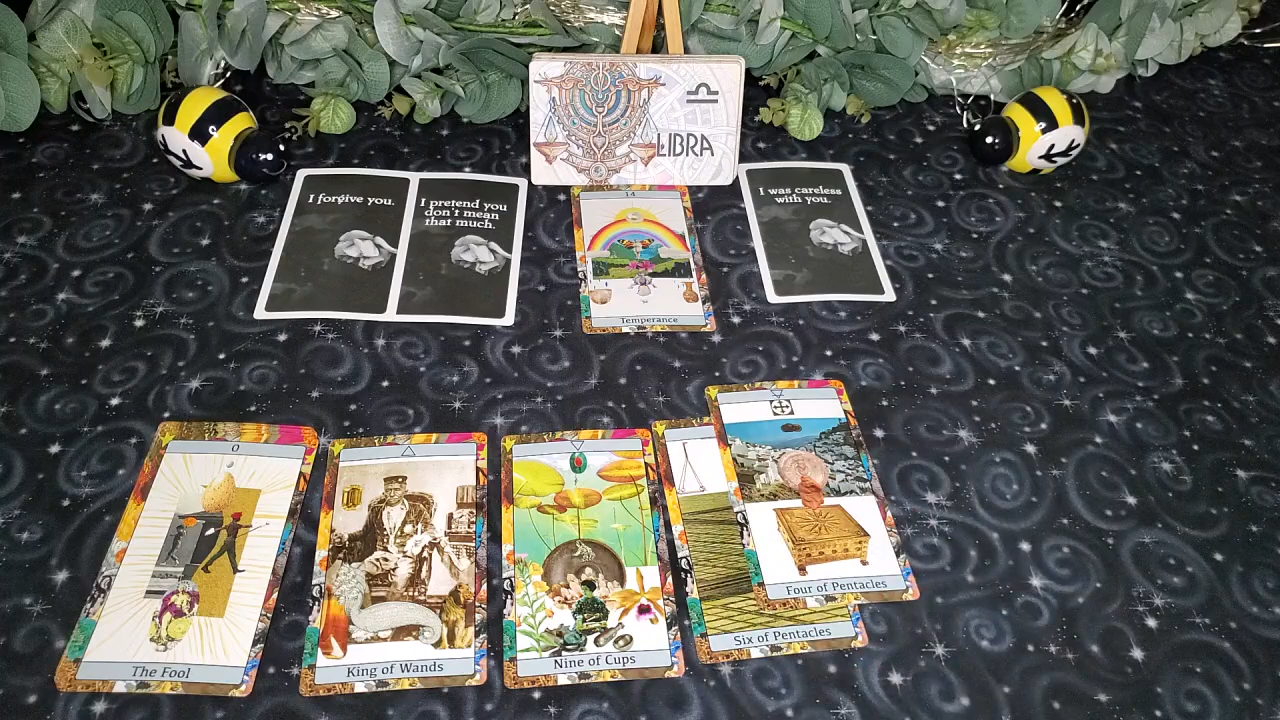 LIBRA
I forgive you.
I pretend you
don't mean
that much.
14
Temperance
I was careless
with you.
0
The Fool
King of Wands
Nine of Cups
Six of Pentacles
Four of Pentacles